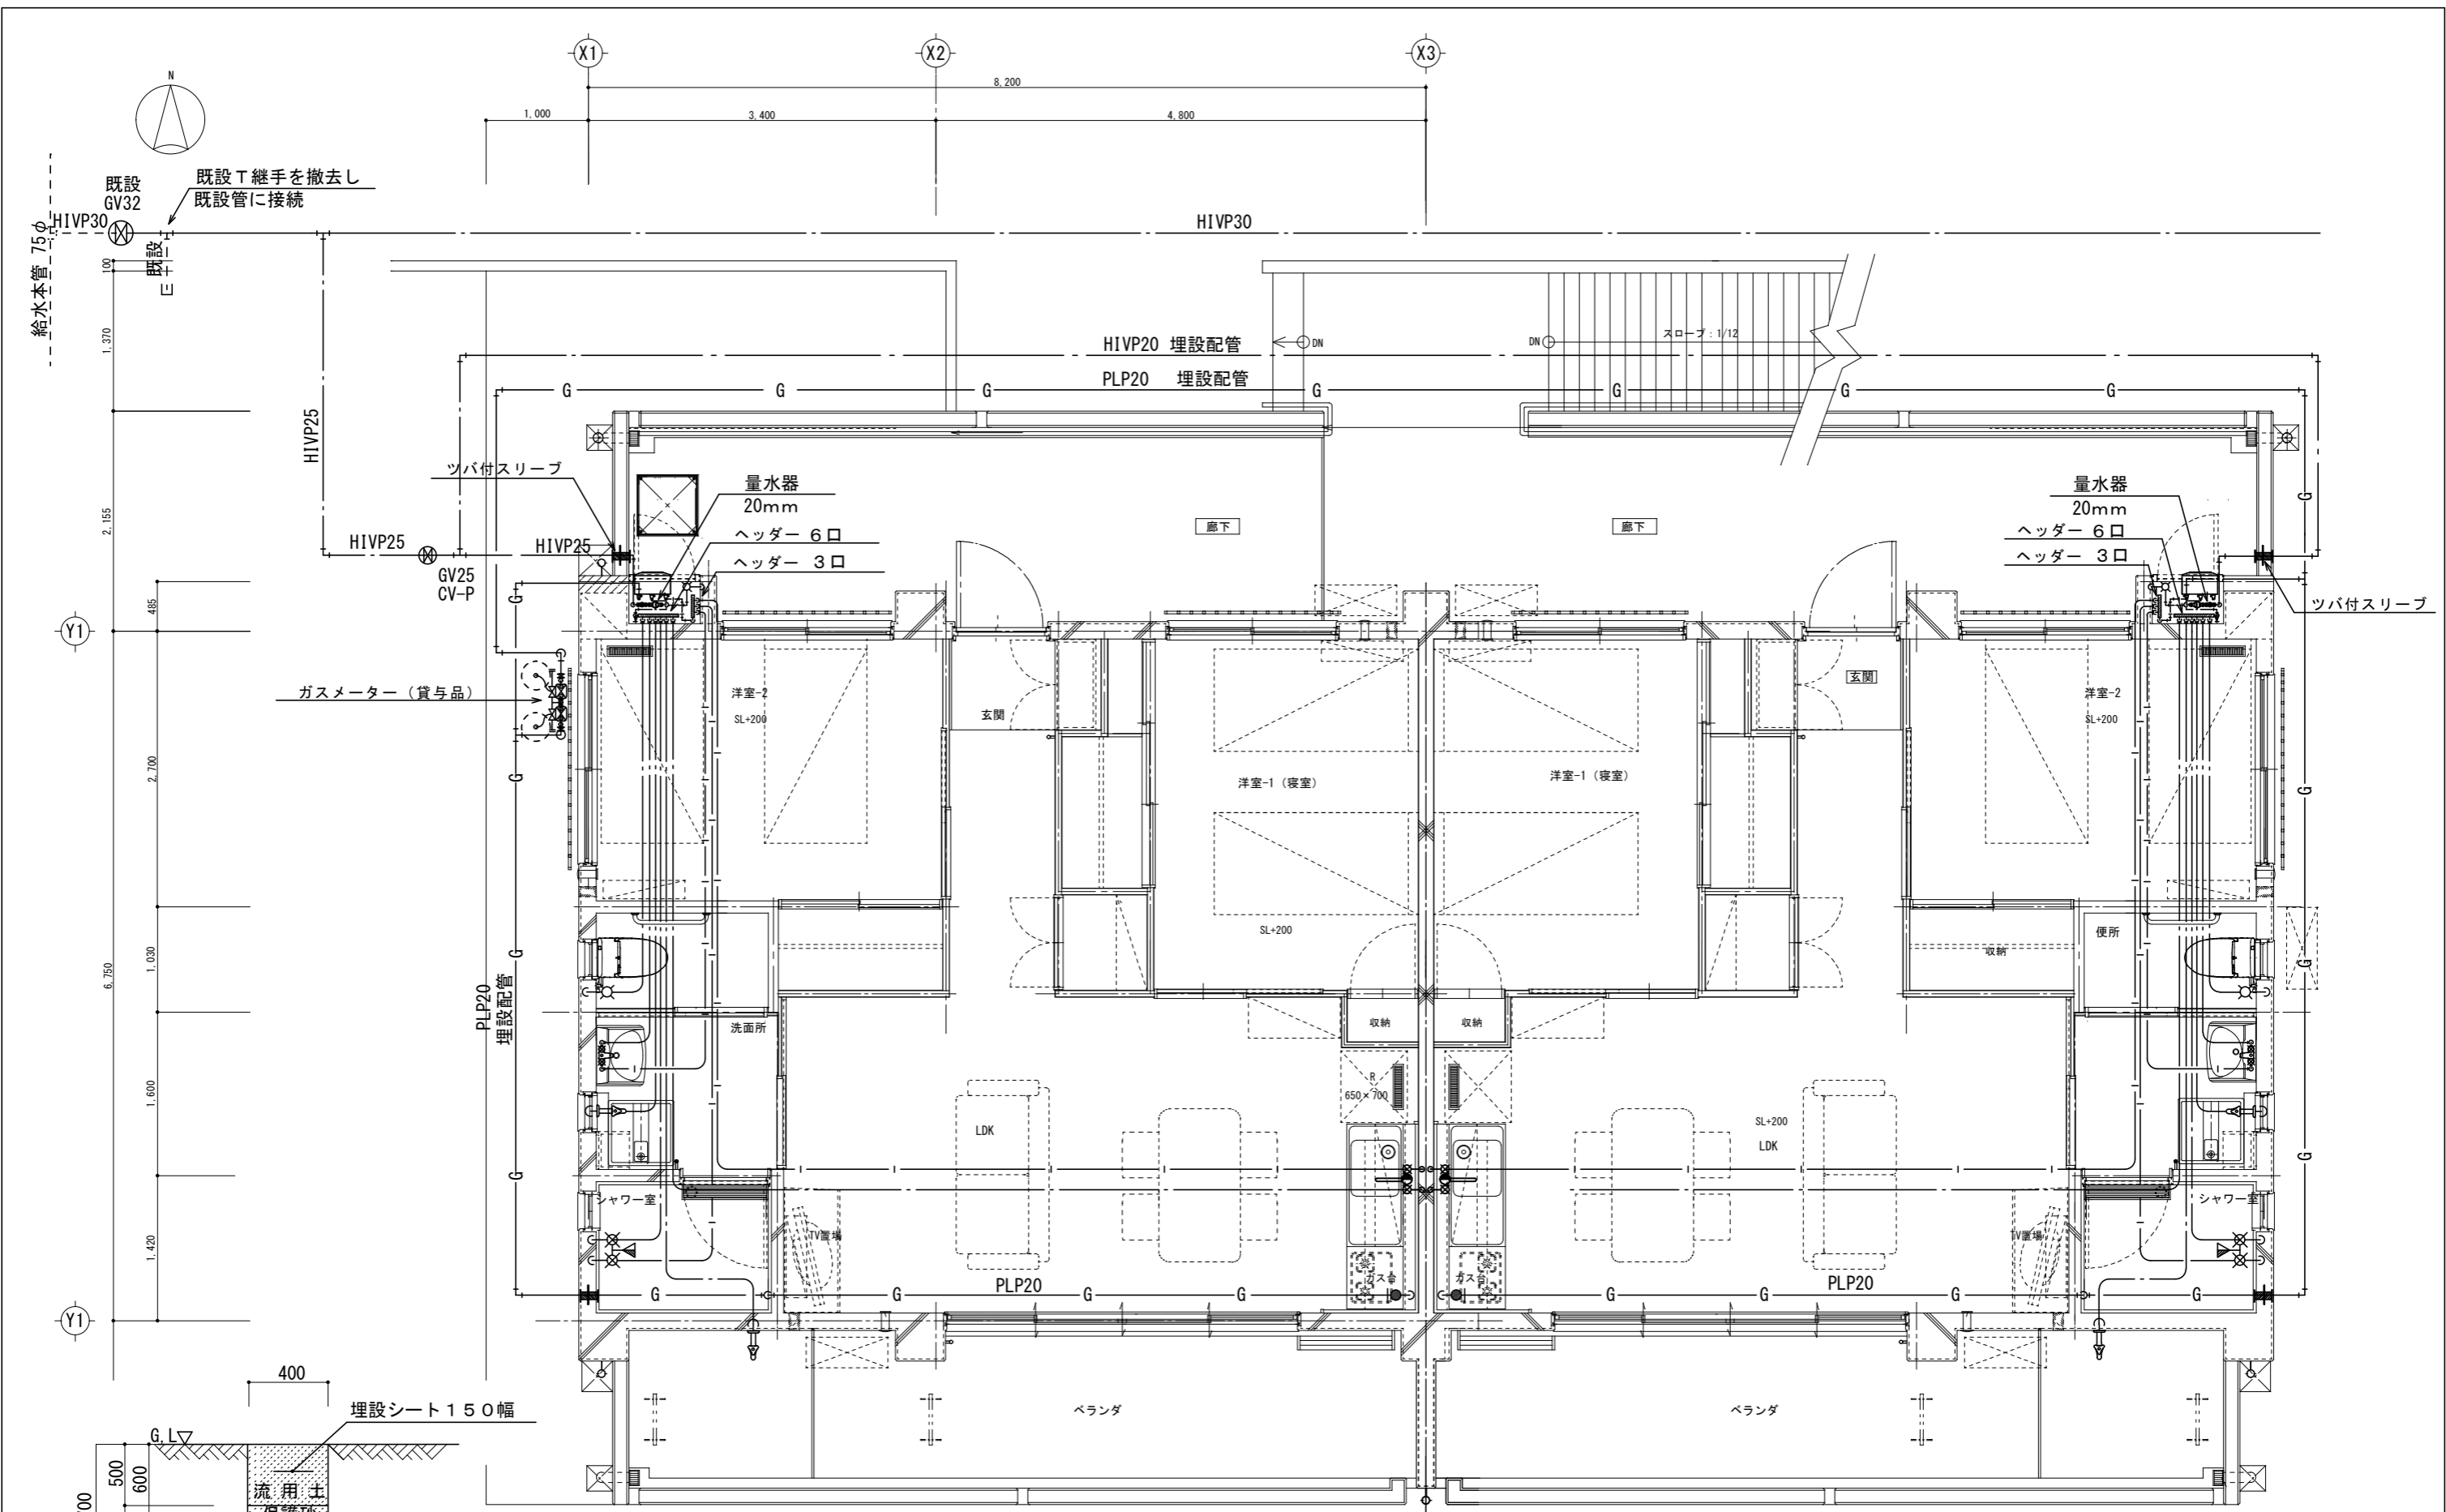 X1
X2
X3
8,200
1,000
3,400
4,800
N
既設T継手を撤去し
既設管に接続
既設
GV32
HIVP30
HIVP30
給水本管 75φ
既設
100
1,370
HIVP20 埋設配管
DN
DN
スロープ：1/12
PLP20 埋設配管
G G G G G G G
HIVP25
ツバ付スリーブ
量水器
20mm
量水器
20mm
2,155
廊下
廊下
ヘッダー 6口
ヘッダー 6口
ヘッダー 3口
ヘッダー 3口
HIVP25
HIVP25
GV25
CV-P
G
G
485
ツバ付スリーブ
Y1
ガスメーター（貸与品）
洋室-2
SL+200
玄関
玄関
洋室-2
SL+200
2,700
G
洋室-1（寝室）
洋室-1（寝室）
G
SL+200
便所
収納
1,030
6,750
G
G
PLP20
埋設配管
洗面所
収納
収納
R
650×700
1,600
LDK
SL+200
LDK
G
G
シャワー室
シャワー室
TV置場
TV置場
1,420
ガス台
ガス台
G G G G
PLP20
G G G G
PLP20
Y1
400
ベランダ
ベランダ
埋設シート150幅
G.L
500
600
流用土
保護砂